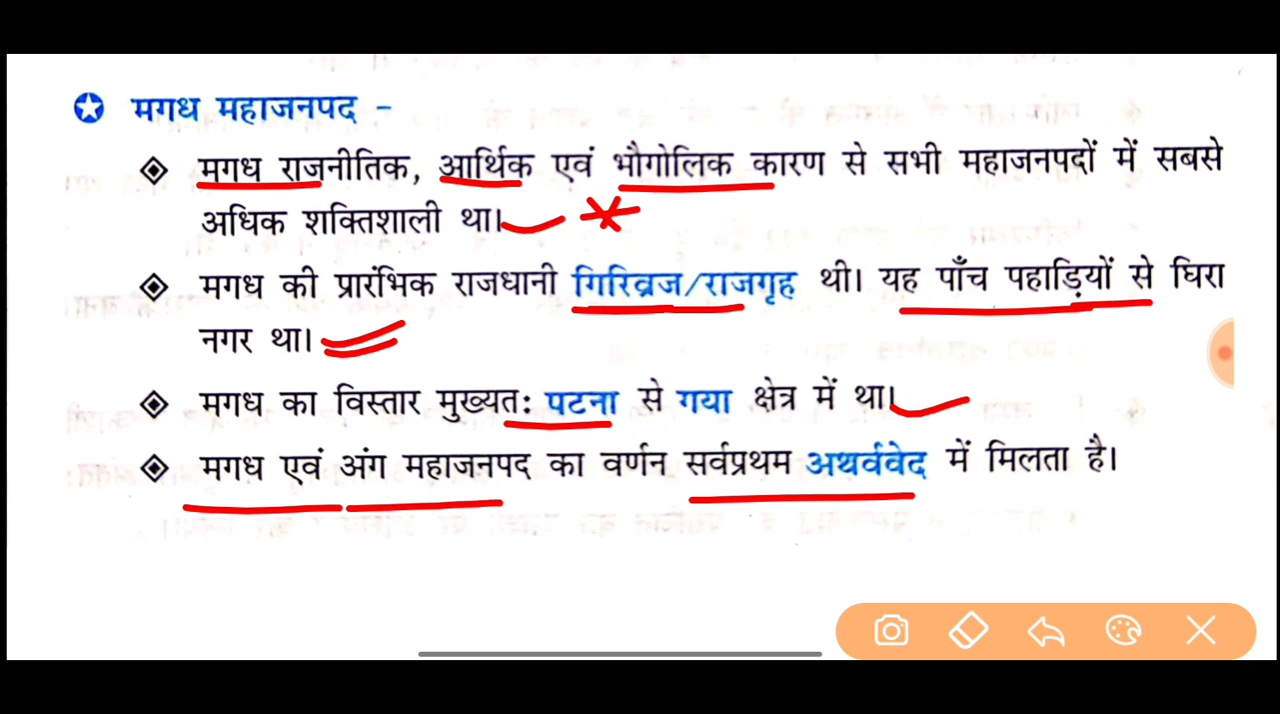 मगध महाजनपद -
मगध राजनीतिक, आर्थिक एवं भौगोलिक कारण से सभी महाजनपदों में सबसे
अधिक शक्तिशाली था।
मगध की प्रारंभिक राजधानी गिरिव्रज/राजगृह थी। यह पाँच पहाड़ियों से घिरा
नगर था।
मगध का विस्तार मुख्यत: पटना से गया क्षेत्र में था।
मगध एवं अंग महाजनपद का वर्णन सर्वप्रथम अथर्ववेद में मिलता है।